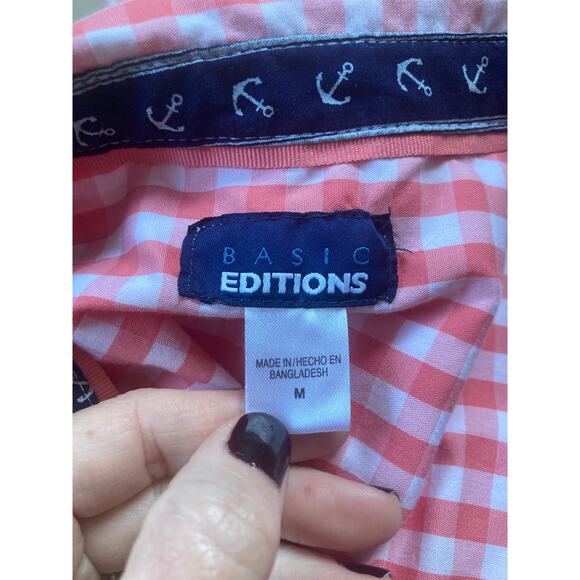 BASIC
EDITIONS
MADE IN/HECHO EN
BANGLADESH
M